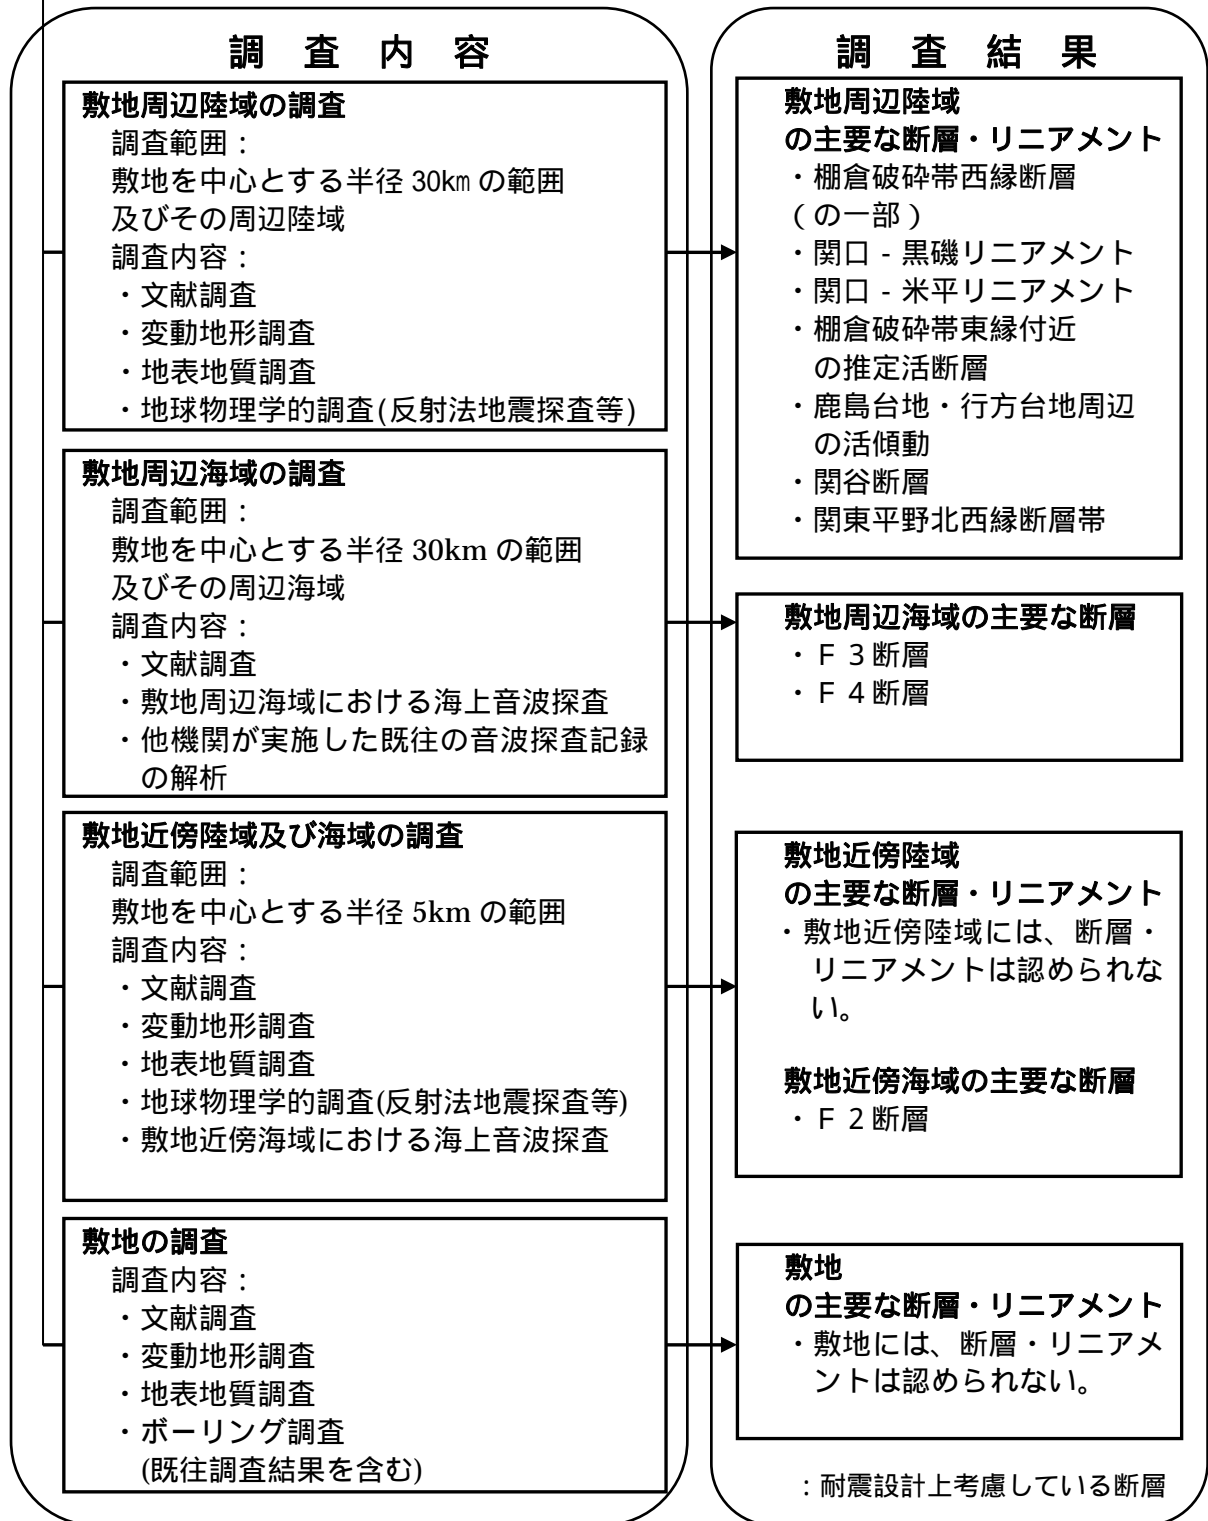 調 査 内 容
敷地周辺陸域の調査
調査範囲：
敷地を中心とする半径 30㎞ の範囲
及びその周辺陸域
調査内容：
・文献調査
・変動地形調査
・地表地質調査
・地球物理学的調査(反射法地震探査等)
敷地周辺海域の調査
調査範囲：
敷地を中心とする半径 30km の範囲
及びその周辺海域
調査内容：
・文献調査
・敷地周辺海域における海上音波探査
・他機関が実施した既往の音波探査記録
の解析
敷地近傍陸域及び海域の調査
調査範囲：
敷地を中心とする半径 5km の範囲
調査内容：
・文献調査
・変動地形調査
・地表地質調査
・地球物理学的調査(反射法地震探査等)
・敷地近傍海域における海上音波探査
敷地の調査
調査内容：
・文献調査
・変動地形調査
・地表地質調査
・ボーリング調査
(既往調査結果を含む)
調 査 結 果
敷地周辺陸域
の主要な断層・リニアメント
・棚倉破砕帯西縁断層
（の一部）
・関口‐黒磯リニアメント
・関口‐米平リニアメント
・棚倉破砕帯東縁付近
の推定活断層
・鹿島台地・行方台地周辺
の活傾動
・関谷断層
・関東平野北西縁断層帯
敷地周辺海域の主要な断層
・Ｆ３断層
・Ｆ４断層
敷地近傍陸域
の主要な断層・リニアメント
・敷地近傍陸域には、断層・
リニアメントは認められな
い。
敷地近傍海域の主要な断層
・Ｆ２断層
敷地
の主要な断層・リニアメント
・敷地には、断層・リニアメ
ントは認められない。
：耐震設計上考慮している断層